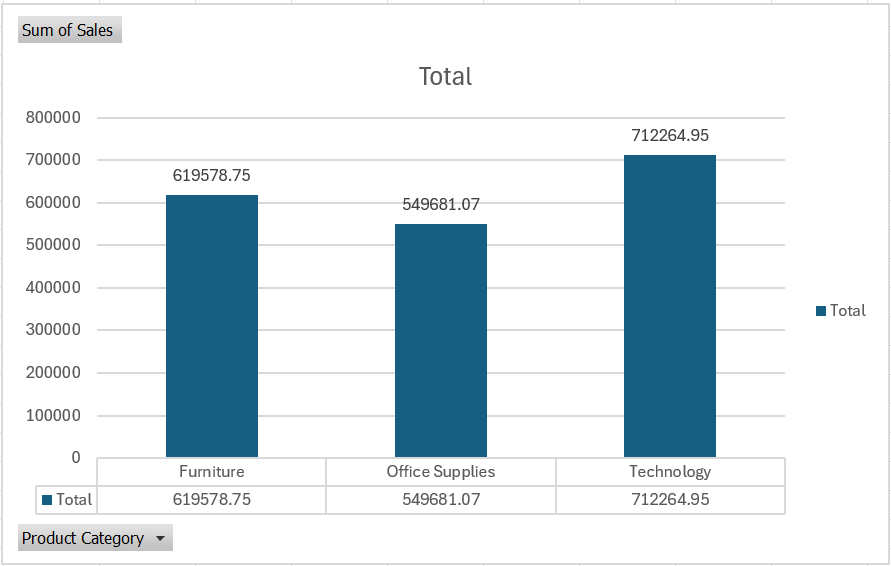 Sum of Sales
Total
800000
700000
600000
500000
400000
300000
200000
100000
0
712264.95
619578.75
549681.07
Total
Furniture Office Supplies Technology
Total 619578.75 549681.07 712264.95
Product Category